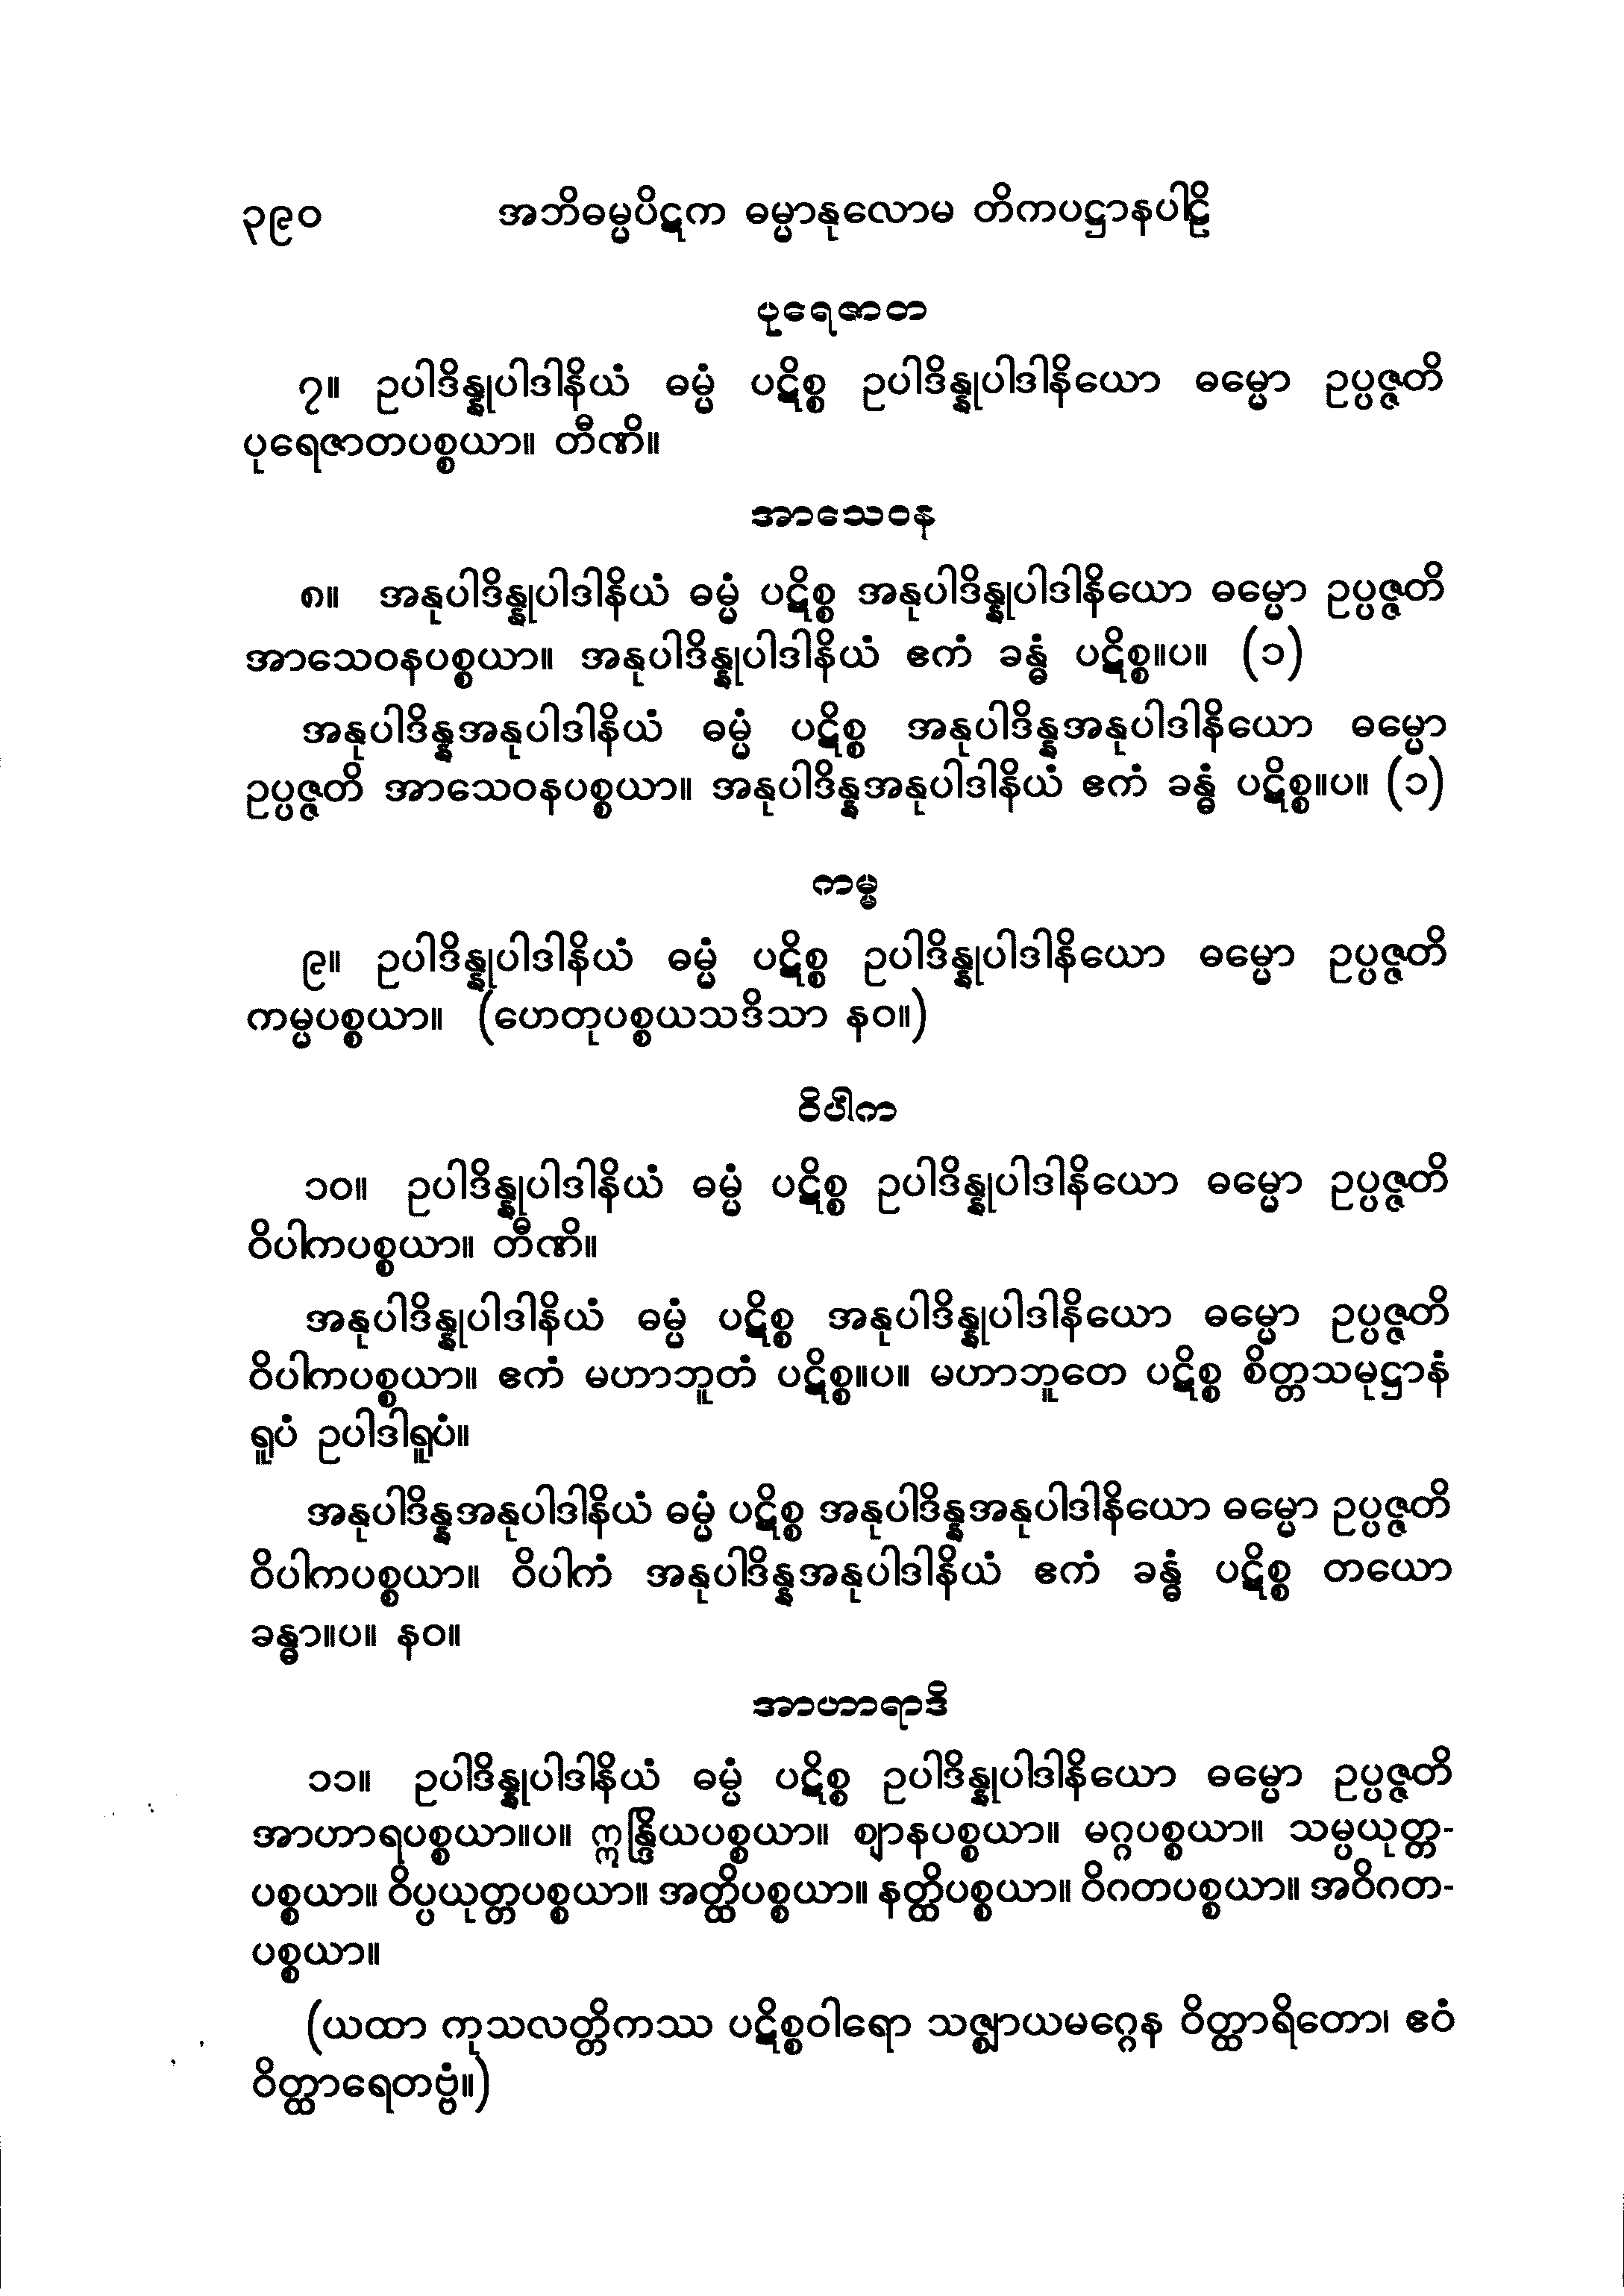 ၃၉၀ အဘိဓမ္မပိဋက ဓမ္မာနုလောမ တိကပဋ္ဌာနပါဠိ
ပုရေဇာတ
၇။ ဥပါဒိန္နုပါဒါနိယံ ဓမ္မံ ပဋိစ္စ ဥပါဒိန္နုပါဒါနိယော ဓမ္မော ဥပ္ပဇ္ဇတိ
ပုရေဇာတပစ္စယာ။ တီဏိ။
အာသေဝန
၈။ အနုပါဒိန္နုပါဒါနိယံ ဓမ္မံ ပဋိစ္စ အနုပါဒိန္နုပါဒါနိယော ဓမ္မော ဥပ္ပဇ္ဇတိ
အာသေဝနပစ္စယာ။ အနုပါဒိန္နုပါဒါနိယံ ဧကံ ခန္ဓံ ပဋိစ္စ။ပ။ (၁)
အနုပါဒိန္နအနုပါဒါနိယံ ဓမ္မံ ပဋိစ္စ အနုပါဒိန္နအနုပါဒါနိယော ဓမ္မော
ဥပ္ပဇ္ဇတိ အာသေဝနပစ္စယာ။ အနုပါဒိန္နအနုပါဒါနိယံ ဧကံ ခန္ဓံ ပဋိစ္စ။ပ။ (၁)
ကမ္မ
၉။ ဥပါဒိန္နုပါဒါနိယံ ဓမ္မံ ပဋိစ္စ ဥပါဒိန္နုပါဒါနိယော ဓမ္မော ဥပ္ပဇ္ဇတိ
ကမ္မပစ္စယာ။ (ဟေတုပစ္စယသဒိသာ နဝ။)
ဝိပါက
၁၀။ ဥပါဒိန္နုပါဒါနိယံ ဓမ္မံ ပဋိစ္စ ဥပါဒိန္နုပါဒါနိယော ဓမ္မော ဥပ္ပဇ္ဇတိ
ဝိပါကပစ္စယာ။ တီဏိ။
အနုပါဒိန္နုပါဒါနိယံ ဓမ္မံ ပဋိစ္စ အနုပါဒိန္နုပါဒါနိယော ဓမ္မော ဥပ္ပဇ္ဇတိ
ဝိပါကပစ္စယာ။ ဧကံ မဟာဘူတံ ပဋိစ္စ။ပ။ မဟာဘူတေ ပဋိစ္စ စိတ္တသမုဋ္ဌာနံ
ရူပံ ဥပါဒါရူပံ။
အနုပါဒိန္နအနုပါဒါနိယံ ဓမ္မံ ပဋိစ္စ အနုပါဒိန္နအနုပါဒါနိယော ဓမ္မော ဥပ္ပဇ္ဇတိ
ဝိပါကပစ္စယာ။ ဝိပါကံ အနုပါဒိန္နအနုပါဒါနိယံ ဧကံ ခန္ဓံ ပဋိစ္စ တယော
ခန္ဓာ။ပ။ နဝ။
အာဟာရာဒိ
၁၁။ ဥပါဒိန္နုပါဒါနိယံ ဓမ္မံ ပဋိစ္စ ဥပါဒိန္နုပါဒါနိယော ဓမ္မော ဥပ္ပဇ္ဇတိ
အာဟာရပစ္စယာ။ပ။ ဣန္ဒြိယပစ္စယာ။ ဈာနပစ္စယာ။ မဂ္ဂပစ္စယာ။ သမ္ပယုတ္တ-
ပစ္စယာ။ ဝိပ္ပယုတ္တပစ္စယာ။ အတ္ထိပစ္စယာ။ နတ္ထိပစ္စယာ။ ဝိဂတပစ္စယာ။ အဝိဂတ-
ပစ္စယာ။
(ယထာ ကုသလတ္တိကဿ ပဋိစ္စဝါရော သဇ္ဈာယမဂ္ဂေန ဝိတ္ထာရိတော၊ ဧဝံ
ဝိတ္ထာရေတဗ္ဗံ။)